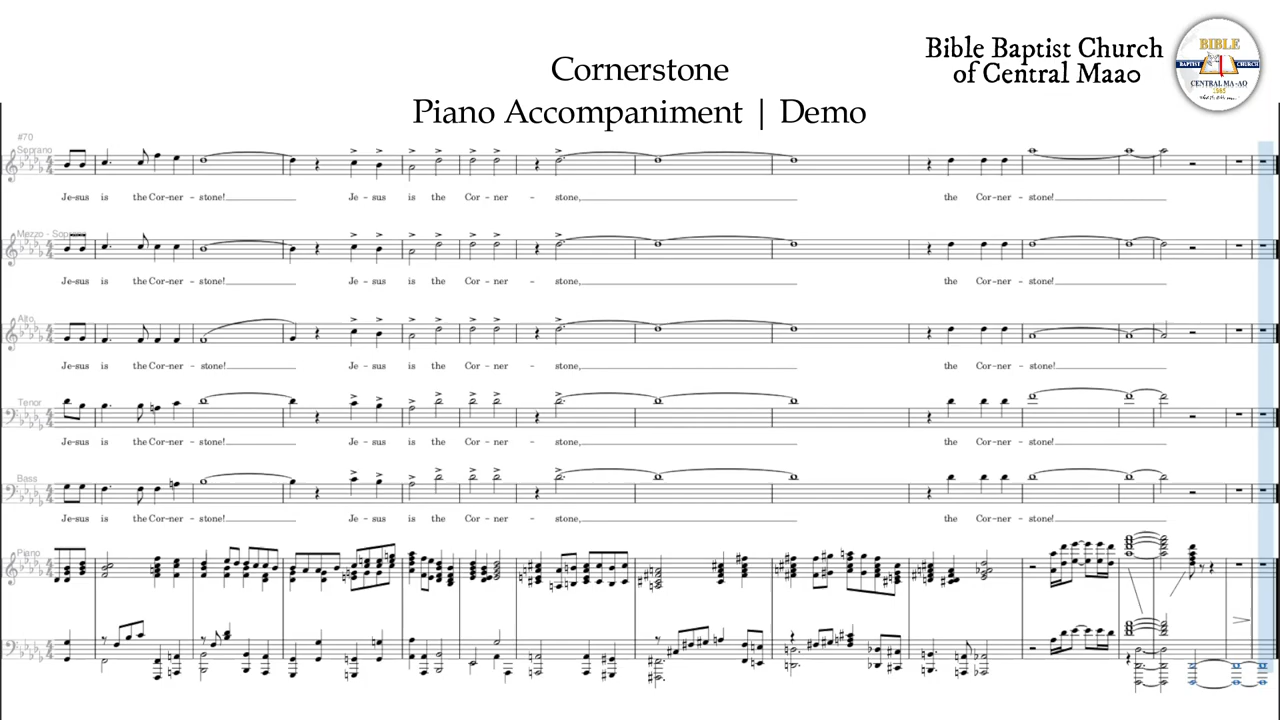 Cornerstone
Piano Accompaniment | Demo
Bible Baptist Church
of Central Maao
BIBLE
BAPTIST CHURCH
CENTRAL MA-AO
#70
Soprano
Je-sus is the Cor-ner - stone! Je - sus is the Cor - ner - stone, the Cor-ner - stone!
Mezzo - Soprano
Je-sus is the Cor-ner - stone! Je - sus is the Cor - ner - stone, the Cor-ner - stone!
Alto
Je-sus is the Cor-ner - stone! Je - sus is the Cor - ner - stone, the Cor-ner - stone!
Tenor
Je-sus is the Cor-ner - stone! Je - sus is the Cor - ner - stone, the Cor-ner - stone!
Bass
Je-sus is the Cor-ner - stone! Je - sus is the Cor - ner - stone, the Cor-ner - stone!
Piano